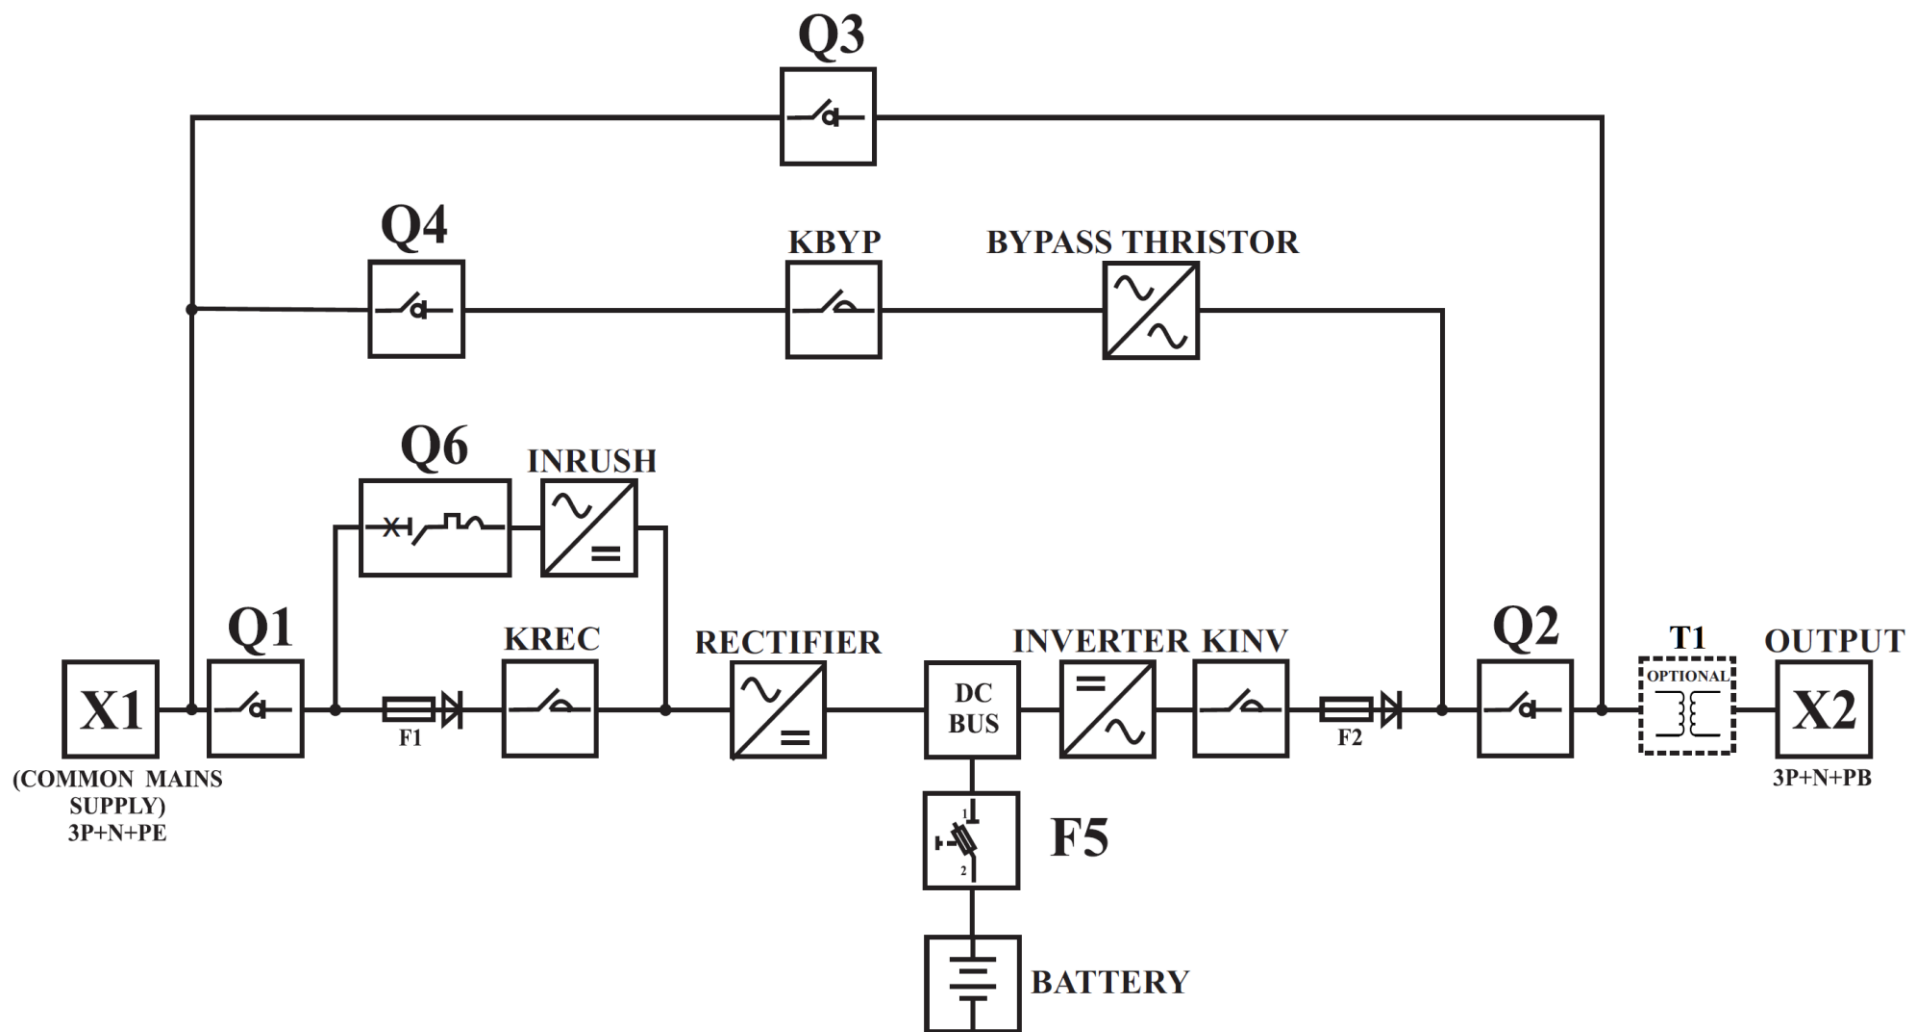 Q3
Q4
KBYP
BYPASS THRISTOR
Q6
INRUSH
Q1
KREC
RECTIFIER
INVERTER
KINV
Q2
T1
OUTPUT
OPTIONAL
X1
F1
DC
BUS
F2
X2
(COMMON MAINS
SUPPLY)
3P+N+PE
3P+N+PB
1
2
F5
BATTERY